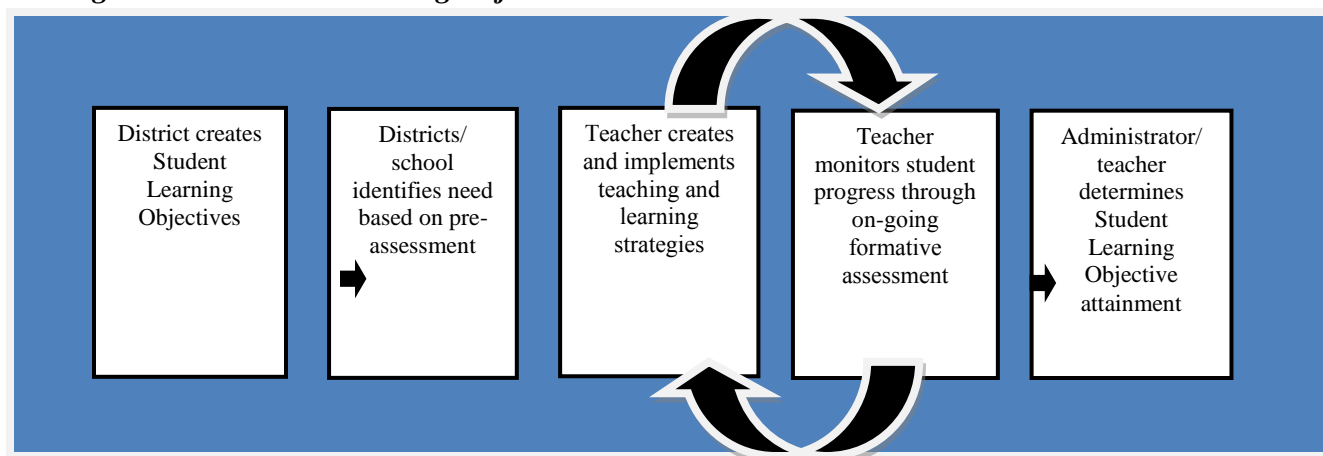 District creates
Student
Learning
Objectives
Districts/
school
identifies need
based on pre-
assessment
Teacher creates
and implements
teaching and
learning
strategies
Teacher
monitors student
progress through
on-going
formative
assessment
Administrator/
teacher
determines
Student
Learning
Objective
attainment